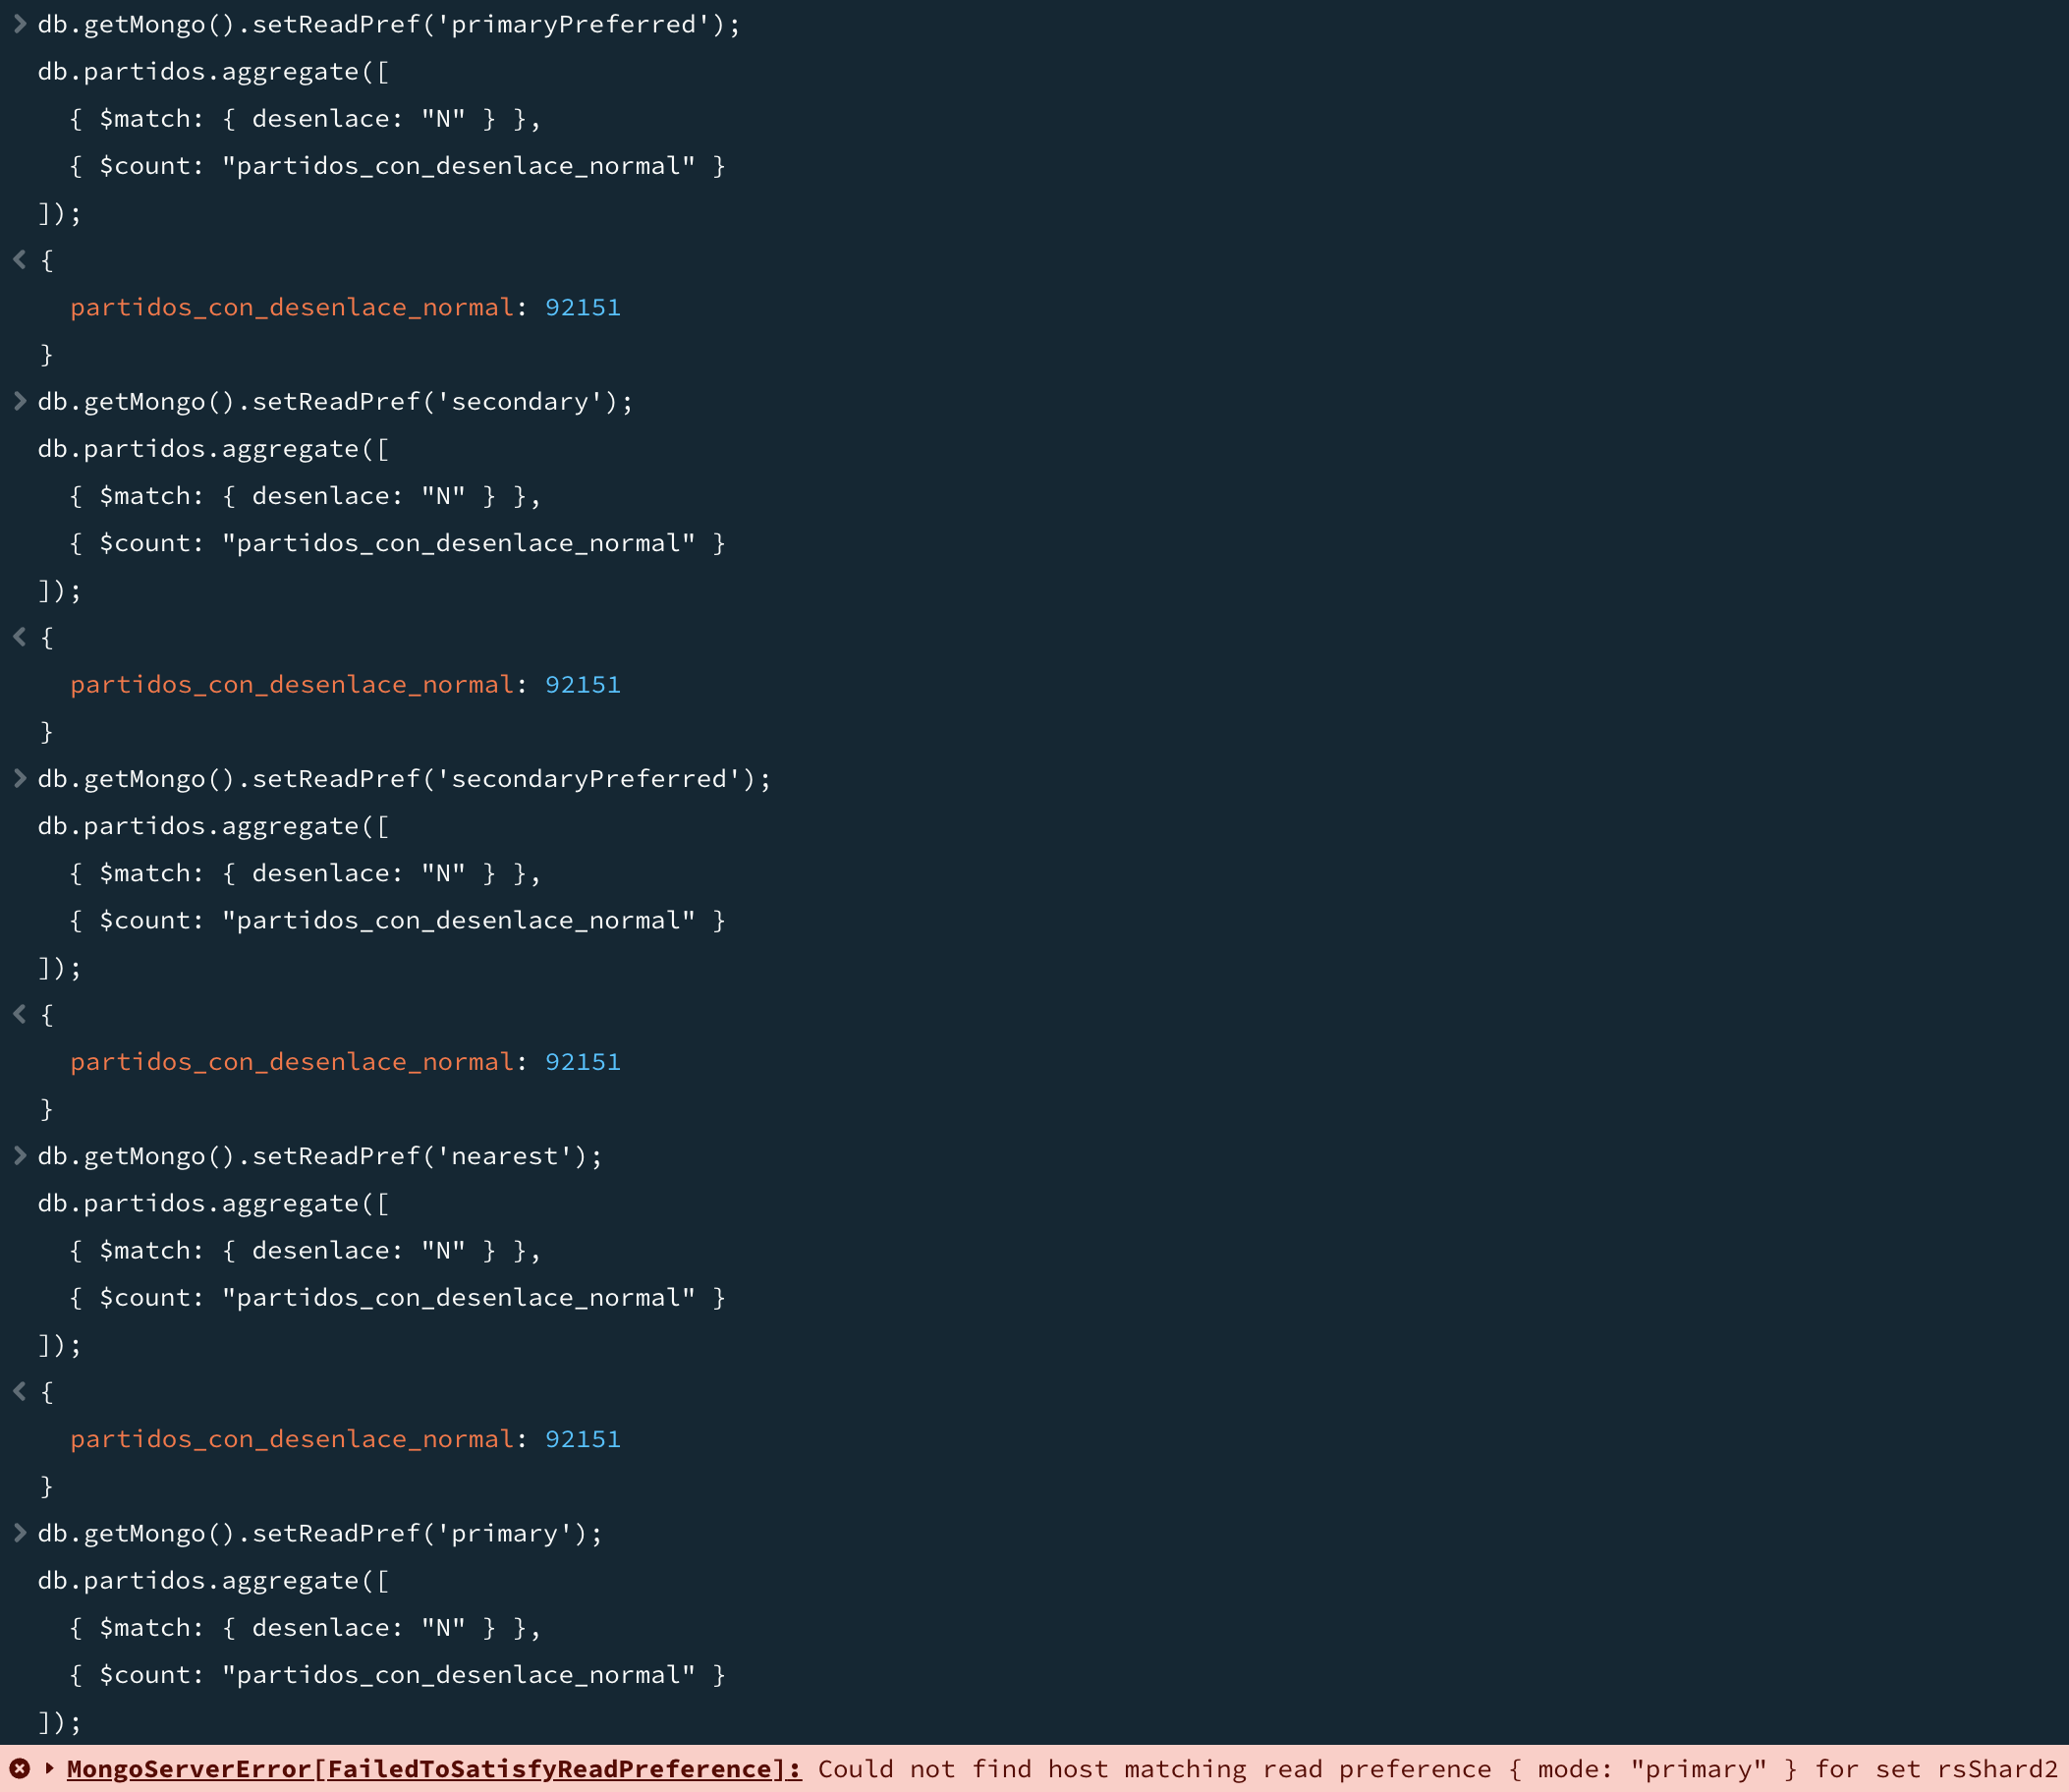 db.getMongo().setReadPref('primaryPreferred');
db.partidos.aggregate([
  { $match: { desenlace: "N" } },
  { $count: "partidos_con_desenlace_normal" }
]);
{
  partidos_con_desenlace_normal: 92151
}
db.getMongo().setReadPref('secondary');
db.partidos.aggregate([
  { $match: { desenlace: "N" } },
  { $count: "partidos_con_desenlace_normal" }
]);
{
  partidos_con_desenlace_normal: 92151
}
db.getMongo().setReadPref('secondaryPreferred');
db.partidos.aggregate([
  { $match: { desenlace: "N" } },
  { $count: "partidos_con_desenlace_normal" }
]);
{
  partidos_con_desenlace_normal: 92151
}
db.getMongo().setReadPref('nearest');
db.partidos.aggregate([
  { $match: { desenlace: "N" } },
  { $count: "partidos_con_desenlace_normal" }
]);
{
  partidos_con_desenlace_normal: 92151
}
db.getMongo().setReadPref('primary');
db.partidos.aggregate([
  { $match: { desenlace: "N" } },
  { $count: "partidos_con_desenlace_normal" }
]);
MongoServerError[FailedToSatisfyReadPreference]: Could not find host matching read preference { mode: "primary" } for set rsShard2